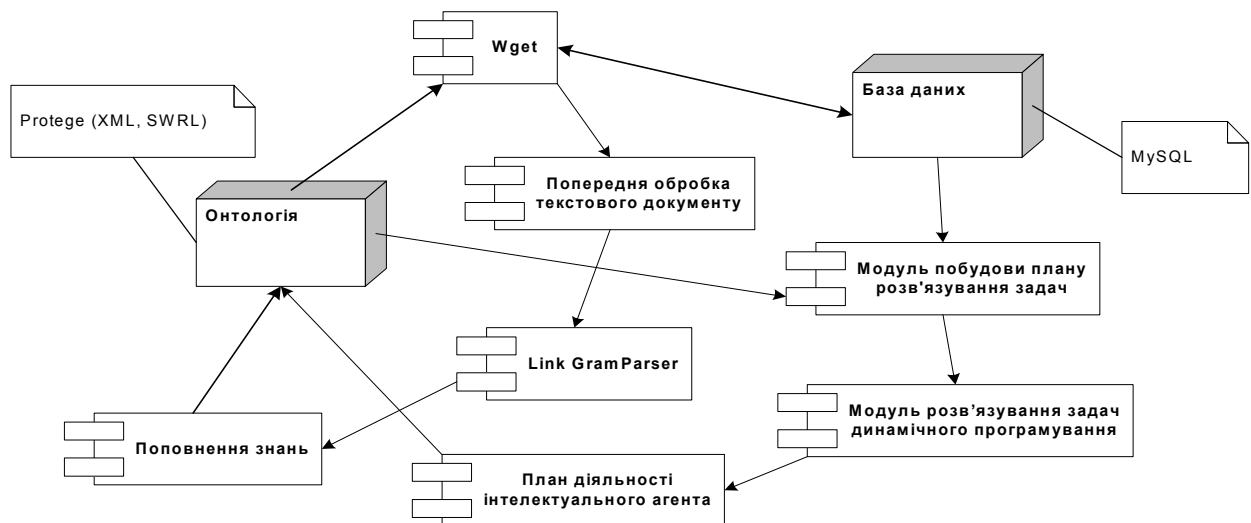 Wget
База даних
Protege (XML, SWRL)
MySQL
Попередня обробка
текстового документу
Онтологія
Модуль побудови плану
розв'язування задач
Link GramParser
Модуль розв’язування задач
динамічного програмування
Поповнення знань
План діяльності
інтелектуального агента